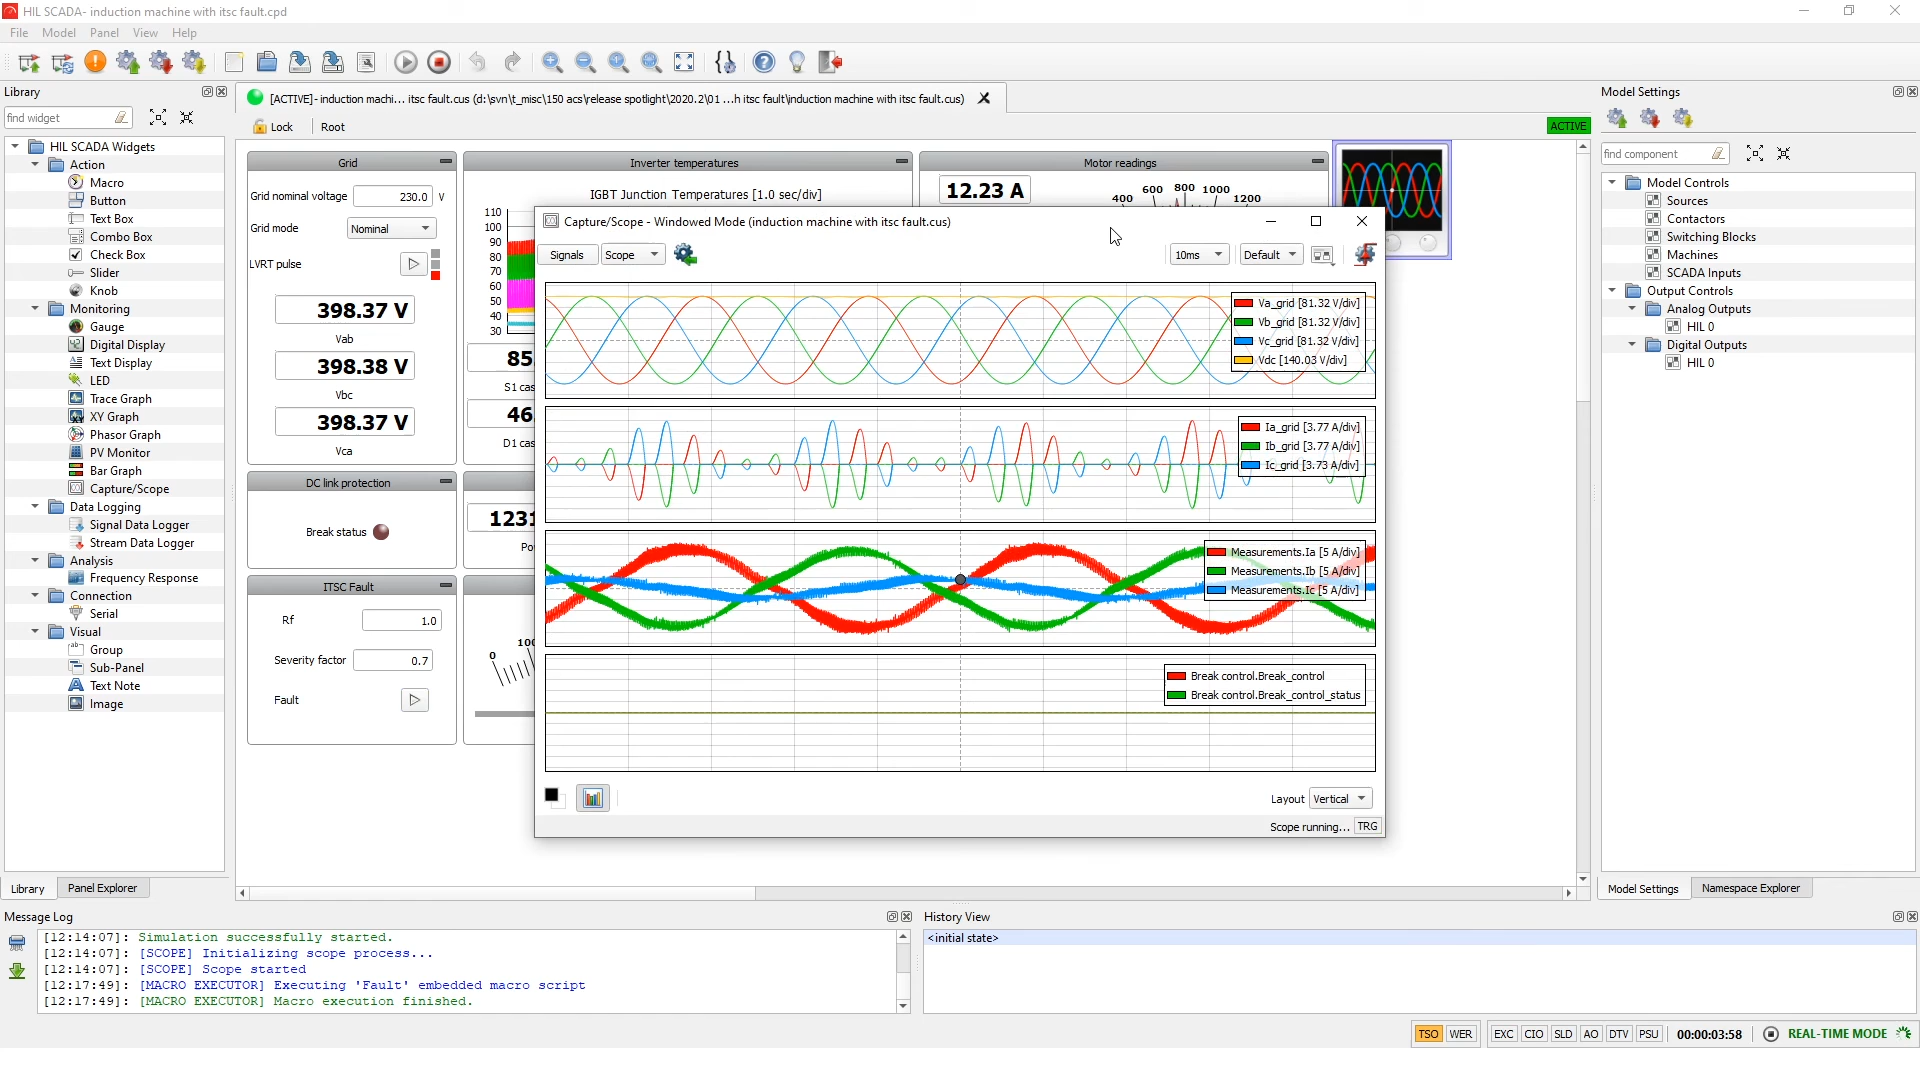 HIL SCADA- induction machine with itsc fault.cpd
File Model Panel View Help
Library
find widget
HIL SCADA Widgets
Action
Macro
Button
Text Box
Combo Box
Check Box
Slider
Knob
Monitoring
Gauge
Digital Display
Text Display
LED
Trace Graph
XY Graph
Phasor Graph
PV Monitor
Bar Graph
Capture/Scope
Data Logging
Signal Data Logger
Stream Data Logger
Analysis
Frequency Response
Connection
Serial
Visual
Group
Sub-Panel
Text Note
Image
Library Panel Explorer
[ACTIVE]- induction machi... itsc fault.cus (d:\svn\t_misc\150 acs\release spotlight\2020.2\01 ...h itsc fault\induction machine with itsc fault.cus)
Lock Root ACTIVE
Grid
Grid nominal voltage 230.0 V
Grid mode Nominal
LVRT pulse
398.37 V
Vab
398.38 V
Vbc
398.37 V
Vca
DC link protection
Break status
ITSC Fault
Rf 1.0
Severity factor 0.7
Fault
Inverter temperatures
IGBT Junction Temperatures [1.0 sec/div]
110
100
90
80
70
60
50
40
30
85.
S1 cas
46.
D1 cas
1231
Po
0 100
Motor readings
12.23 A
400 600 800 1000 1200
Capture/Scope - Windowed Mode (induction machine with itsc fault.cus)
Signals Scope 10ms Default
Va_grid [81.32 V/div]
Vb_grid [81.32 V/div]
Vc_grid [81.32 V/div]
Vdc [140.03 V/div]
Ia_grid [3.77 A/div]
Ib_grid [3.77 A/div]
Ic_grid [3.73 A/div]
Measurements.Ia [5 A/div]
Measurements.Ib [5 A/div]
Measurements.Ic [5 A/div]
Break control.Break_control
Break control.Break_control_status
Layout Vertical
Scope running... TRG
Model Settings
find component
Model Controls
Sources
Contactors
Switching Blocks
Machines
SCADA Inputs
Output Controls
Analog Outputs
HIL 0
Digital Outputs
HIL 0
Model Settings Namespace Explorer
Message Log
[12:14:07]: Simulation successfully started.
[12:14:07]: [SCOPE] Initializing scope process...
[12:14:07]: [SCOPE] Scope started
[12:17:49]: [MACRO EXECUTOR] Executing 'Fault' embedded macro script
[12:17:49]: [MACRO EXECUTOR] Macro execution finished.
History View
<initial state>
TSO WER EXC CIO SLD AO DTV PSU 00:00:03:58 REAL-TIME MODE